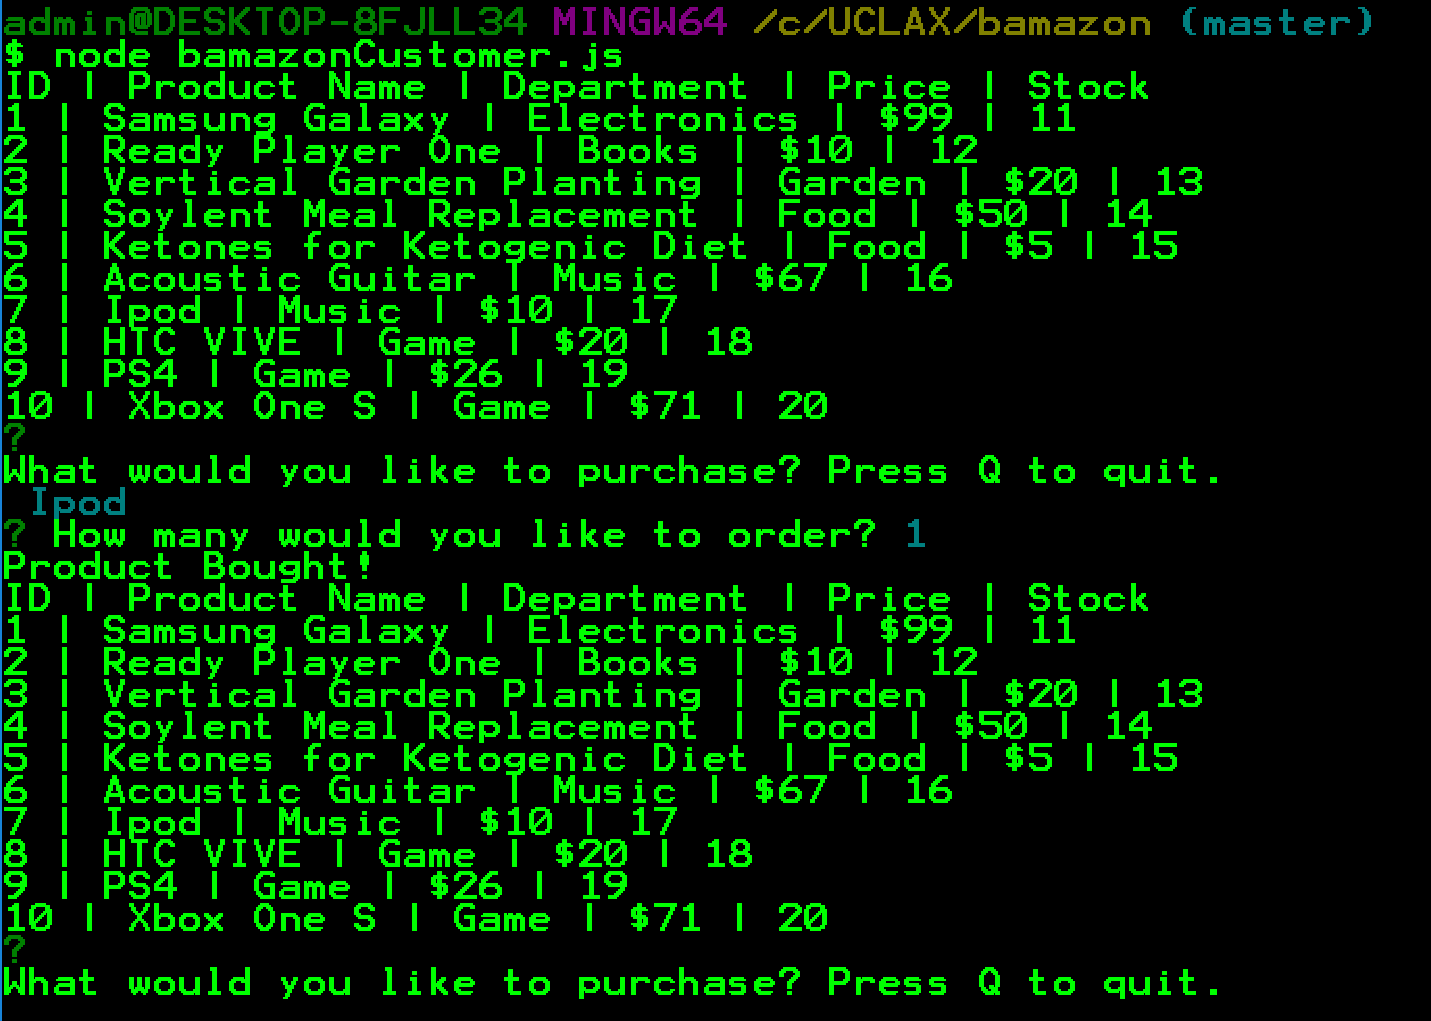 admin@DESKTOP-8FJLL34 MINGW64 /c/UCLAX/bamazon (master)
$ node bamazonCustomer.js
ID | Product Name | Department | Price | Stock
1 | Samsung Galaxy | Electronics | $99 | 11
2 | Ready Player One | Books | $10 | 12
3 | Vertical Garden Planting | Garden | $20 | 13
4 | Soylent Meal Replacement | Food | $50 | 14
5 | Ketones for Ketogenic Diet | Food | $5 | 15
6 | Acoustic Guitar | Music | $67 | 16
7 | Ipod | Music | $10 | 17
8 | HTC VIVE | Game | $20 | 18
9 | PS4 | Game | $26 | 19
10 | Xbox One S | Game | $71 | 20
?
What would you like to purchase? Press Q to quit.
Ipod
? How many would you like to order? 1
Product Bought!
ID | Product Name | Department | Price | Stock
1 | Samsung Galaxy | Electronics | $99 | 11
2 | Ready Player One | Books | $10 | 12
3 | Vertical Garden Planting | Garden | $20 | 13
4 | Soylent Meal Replacement | Food | $50 | 14
5 | Ketones for Ketogenic Diet | Food | $5 | 15
6 | Acoustic Guitar | Music | $67 | 16
7 | Ipod | Music | $10 | 17
8 | HTC VIVE | Game | $20 | 18
9 | PS4 | Game | $26 | 19
10 | Xbox One S | Game | $71 | 20
?
What would you like to purchase? Press Q to quit.